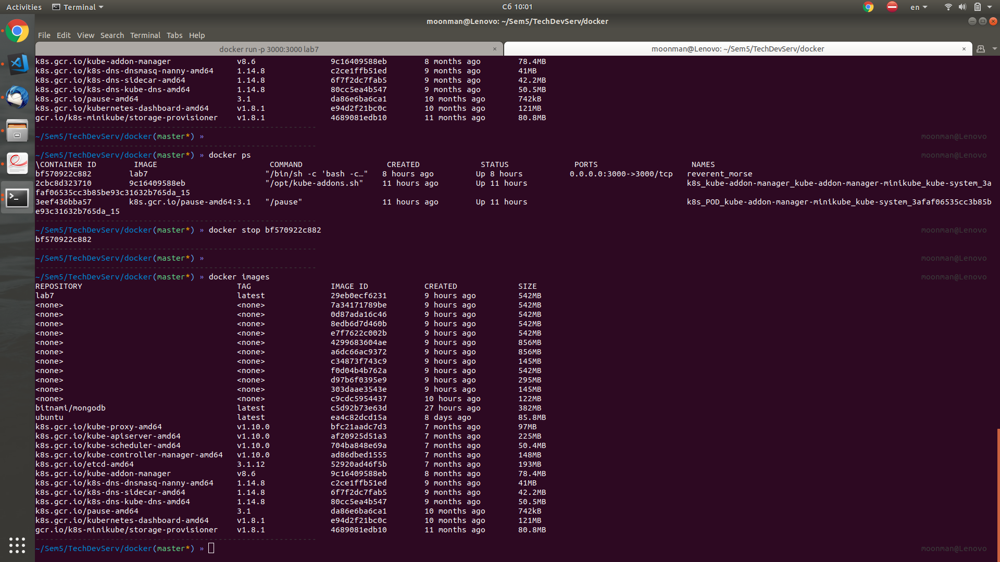 Activities Terminal Сб 10:01 en
moonman@Lenovo: ~/Sem5/TechDevServ/docker
File Edit View Search Terminal Tabs Help
docker run -p 3000:3000 lab7 × moonman@Lenovo: ~/Sem5/TechDevServ/docker ×
k8s.gcr.io/kube-addon-manager v8.6 9c16409588eb 8 months ago 78.4MB
k8s.gcr.io/k8s-dns-dnsmasq-nanny-amd64 1.14.8 c2ce1ffb51ed 9 months ago 41MB
k8s.gcr.io/k8s-dns-sidecar-amd64 1.14.8 6f7f2dc7fab5 9 months ago 42.2MB
k8s.gcr.io/k8s-dns-kube-dns-amd64 1.14.8 80cc5ea4b547 9 months ago 50.5MB
k8s.gcr.io/pause-amd64 3.1 da86e6ba6ca1 10 months ago 742kB
k8s.gcr.io/kubernetes-dashboard-amd64 v1.8.1 e94d2f21bc0c 10 months ago 121MB
gcr.io/k8s-minikube/storage-provisioner v1.8.1 4689081edb10 11 months ago 80.8MB
------------------------------------------------------------
~/Sem5/TechDevServ/docker(master*) » moonman@Lenovo
------------------------------------------------------------
~/Sem5/TechDevServ/docker(master*) » docker ps moonman@Lenovo
\CONTAINER ID IMAGE COMMAND CREATED STATUS PORTS NAMES
bf570922c882 lab7 "/bin/sh -c 'bash -c…" 8 hours ago Up 8 hours 0.0.0.0:3000->3000/tcp reverent_morse
2cbc8d323710 9c16409588eb "/opt/kube-addons.sh" 11 hours ago Up 11 hours k8s_kube-addon-manager_kube-addon-manager-minikube_kube-system_3a
faf06535cc3b85be93c31632b765da_15
3eef436bba57 k8s.gcr.io/pause-amd64:3.1 "/pause" 11 hours ago Up 11 hours k8s_POD_kube-addon-manager-minikube_kube-system_3afaf06535cc3b85b
e93c31632b765da_15
------------------------------------------------------------
~/Sem5/TechDevServ/docker(master*) » docker stop bf570922c882 moonman@Lenovo
bf570922c882
------------------------------------------------------------
~/Sem5/TechDevServ/docker(master*) » moonman@Lenovo
------------------------------------------------------------
~/Sem5/TechDevServ/docker(master*) » docker images moonman@Lenovo
REPOSITORY TAG IMAGE ID CREATED SIZE
lab7 latest 29eb0ecf6231 9 hours ago 542MB
<none> <none> 7a34171789be 9 hours ago 542MB
<none> <none> 0d87ada16c46 9 hours ago 542MB
<none> <none> 8edb6d7d460b 9 hours ago 542MB
<none> <none> e7f7622c002b 9 hours ago 542MB
<none> <none> 4299683604ae 9 hours ago 856MB
<none> <none> a6dc66ac9372 9 hours ago 856MB
<none> <none> c34873f743c9 9 hours ago 145MB
<none> <none> f0d04b4b762a 9 hours ago 542MB
<none> <none> d97b6f0395e9 9 hours ago 295MB
<none> <none> 303daae3543e 9 hours ago 145MB
<none> <none> c9cdc5954437 10 hours ago 122MB
bitnami/mongodb latest c5d92b73e63d 27 hours ago 382MB
ubuntu latest ea4c82dcd15a 8 days ago 85.8MB
k8s.gcr.io/kube-proxy-amd64 v1.10.0 bfc21aadc7d3 7 months ago 97MB
k8s.gcr.io/kube-apiserver-amd64 v1.10.0 af20925d51a3 7 months ago 225MB
k8s.gcr.io/kube-scheduler-amd64 v1.10.0 704ba848e69a 7 months ago 50.4MB
k8s.gcr.io/kube-controller-manager-amd64 v1.10.0 ad86dbed1555 7 months ago 148MB
k8s.gcr.io/etcd-amd64 3.1.12 52920ad46f5b 7 months ago 193MB
k8s.gcr.io/kube-addon-manager v8.6 9c16409588eb 8 months ago 78.4MB
k8s.gcr.io/k8s-dns-dnsmasq-nanny-amd64 1.14.8 c2ce1ffb51ed 9 months ago 41MB
k8s.gcr.io/k8s-dns-sidecar-amd64 1.14.8 6f7f2dc7fab5 9 months ago 42.2MB
k8s.gcr.io/k8s-dns-kube-dns-amd64 1.14.8 80cc5ea4b547 9 months ago 50.5MB
k8s.gcr.io/pause-amd64 3.1 da86e6ba6ca1 10 months ago 742kB
k8s.gcr.io/kubernetes-dashboard-amd64 v1.8.1 e94d2f21bc0c 10 months ago 121MB
gcr.io/k8s-minikube/storage-provisioner v1.8.1 4689081edb10 11 months ago 80.8MB
------------------------------------------------------------
~/Sem5/TechDevServ/docker(master*) » moonman@Lenovo